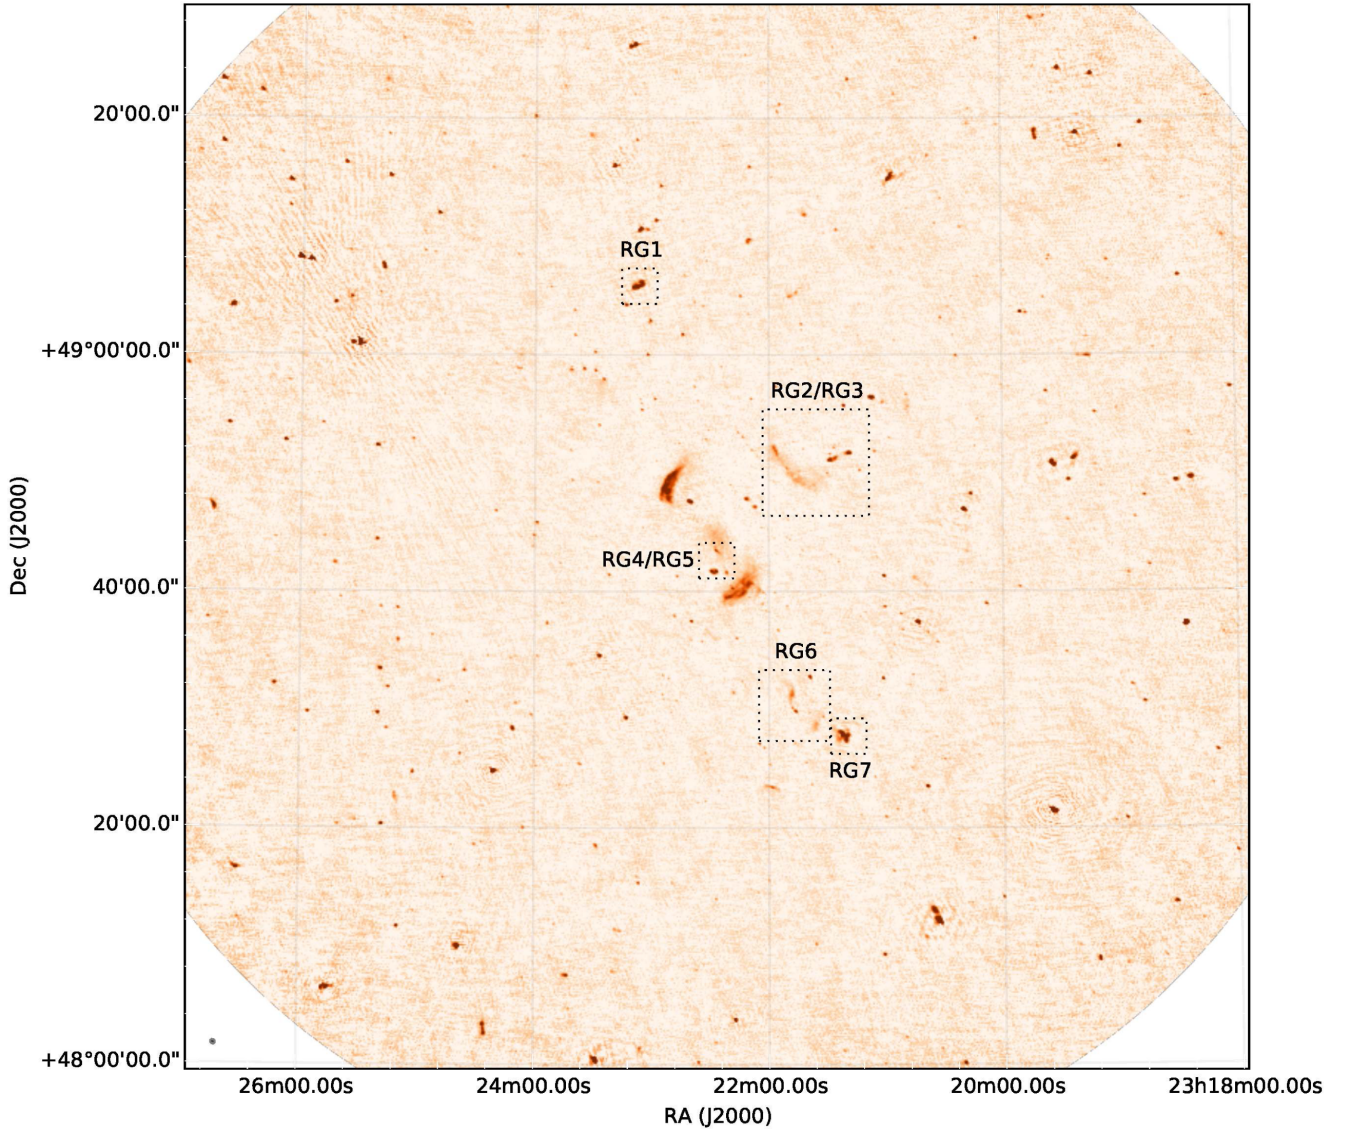 20'00.0"
RG1
+49°00'00.0"
RG2/RG3
RG4/RG5
40'00.0"
RG6
RG7
20'00.0"
+48°00'00.0"
Dec (J2000)
26m00.00s 24m00.00s 22m00.00s 20m00.00s 23h18m00.00s
RA (J2000)